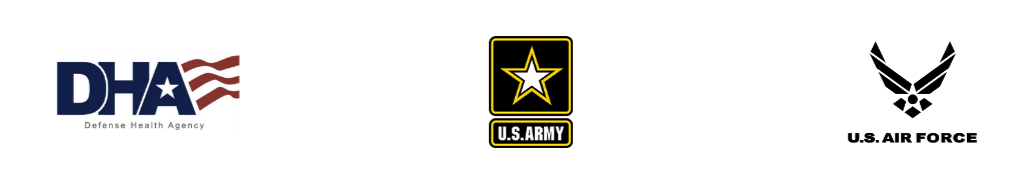 DHA
Defense Health Agency
U.S.ARMY
U.S. AIR FORCE